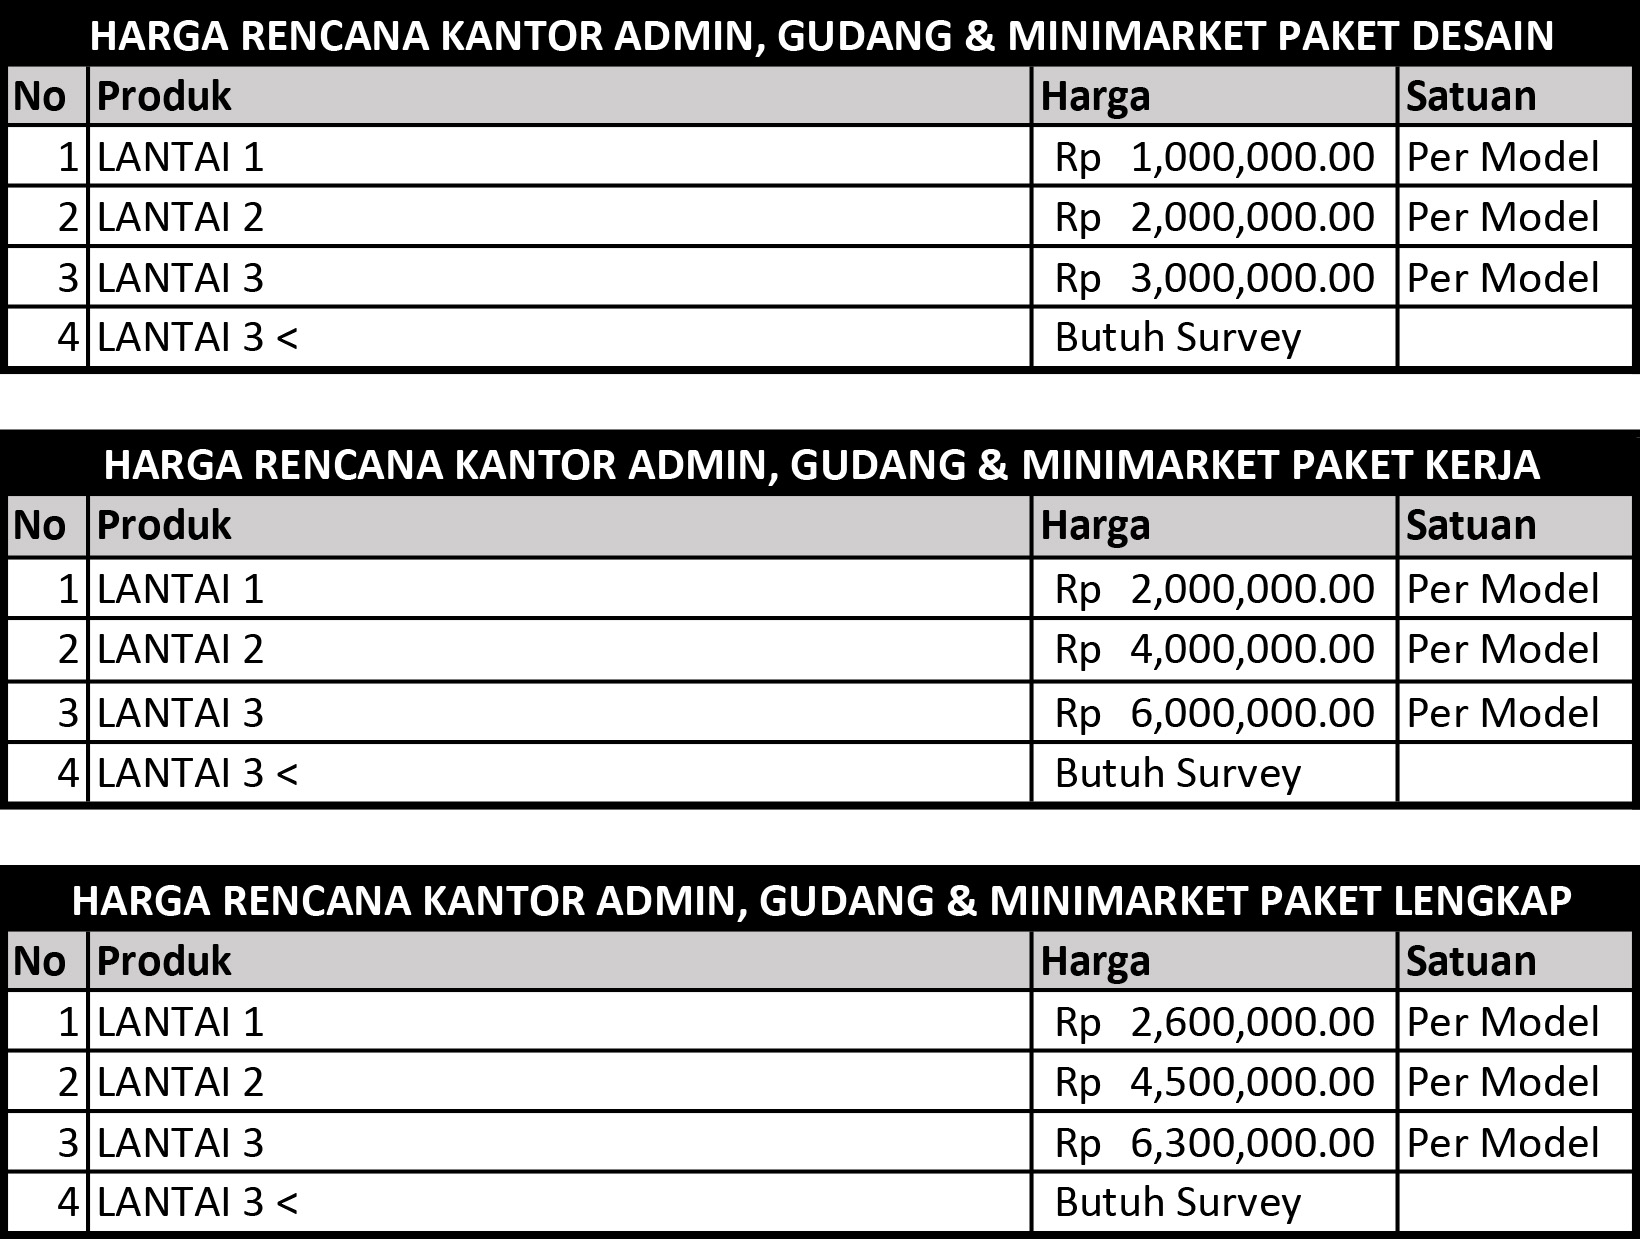 HARGA RENCANA KANTOR ADMIN, GUDANG & MINIMARKET PAKET DESAIN
No Produk Harga Satuan
1 LANTAI 1 Rp 1,000,000.00 Per Model
2 LANTAI 2 Rp 2,000,000.00 Per Model
3 LANTAI 3 Rp 3,000,000.00 Per Model
4 LANTAI 3 < Butuh Survey
HARGA RENCANA KANTOR ADMIN, GUDANG & MINIMARKET PAKET KERJA
No Produk Harga Satuan
1 LANTAI 1 Rp 2,000,000.00 Per Model
2 LANTAI 2 Rp 4,000,000.00 Per Model
3 LANTAI 3 Rp 6,000,000.00 Per Model
4 LANTAI 3 < Butuh Survey
HARGA RENCANA KANTOR ADMIN, GUDANG & MINIMARKET PAKET LENGKAP
No Produk Harga Satuan
1 LANTAI 1 Rp 2,600,000.00 Per Model
2 LANTAI 2 Rp 4,500,000.00 Per Model
3 LANTAI 3 Rp 6,300,000.00 Per Model
4 LANTAI 3 < Butuh Survey